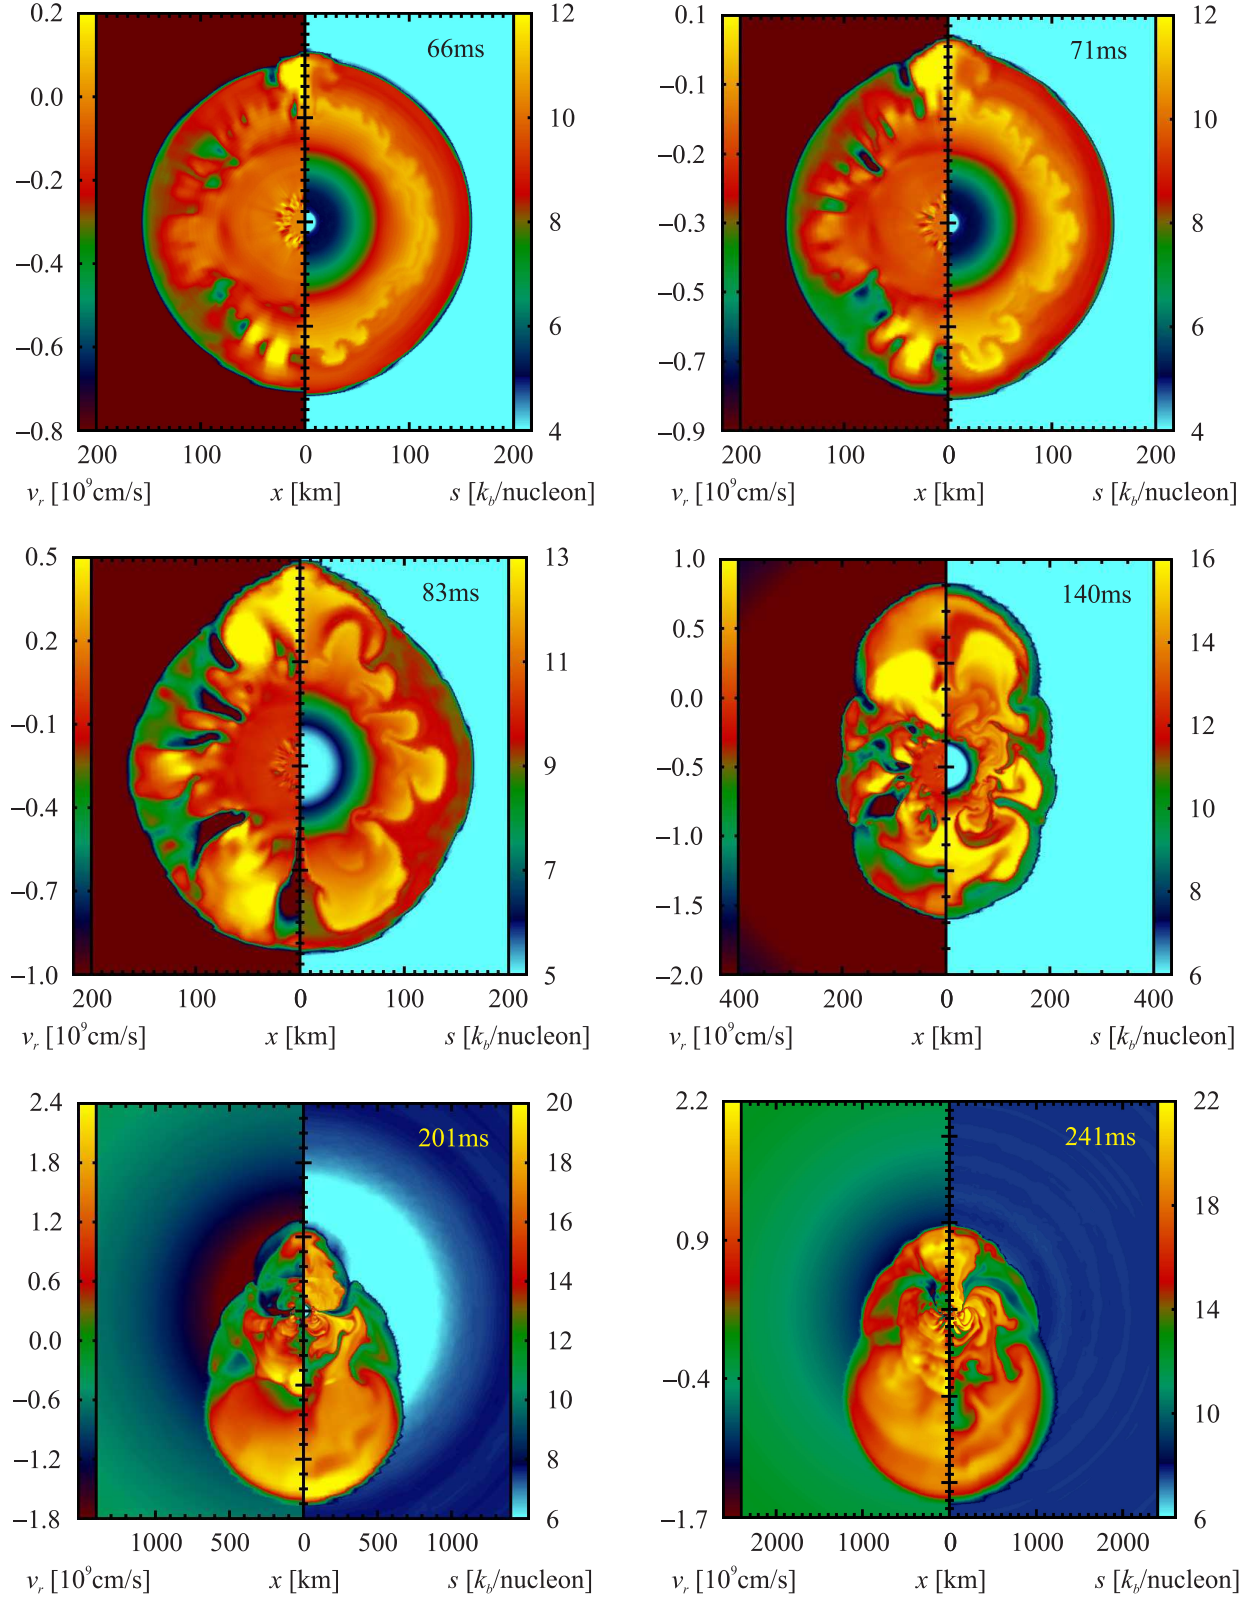 0.2 12 0.1 12
66ms 71ms
0.0 –0.1
10 10
–0.2 –0.2
8 –0.3 8
–0.4
–0.5
6 6
–0.6 –0.7
–0.8 4 –0.9 4
200 100 0 100 200 200 100 0 100 200
v_r [10^9cm/s] x [km] s [k_b/nucleon] v_r [10^9cm/s] x [km] s [k_b/nucleon]
0.5 13 1.0 16
83ms 140ms
0.2 0.5
11 14
–0.1 0.0
9 –0.5 12
–0.4
–1.0 10
–0.7 7
–1.5 8
–1.0 5 –2.0 6
200 100 0 100 200 400 200 0 200 400
v_r [10^9cm/s] x [km] s [k_b/nucleon] v_r [10^9cm/s] x [km] s [k_b/nucleon]
2.4 20 2.2 22
201ms 241ms
1.8 18
1.2 16 0.9 18
0.6 14
0.0 12 14
–0.6 10 –0.4
10
–1.2 8
–1.8 6 –1.7 6
1000 500 0 500 1000 2000 1000 0 1000 2000
v_r [10^9cm/s] x [km] s [k_b/nucleon] v_r [10^9cm/s] x [km] s [k_b/nucleon]